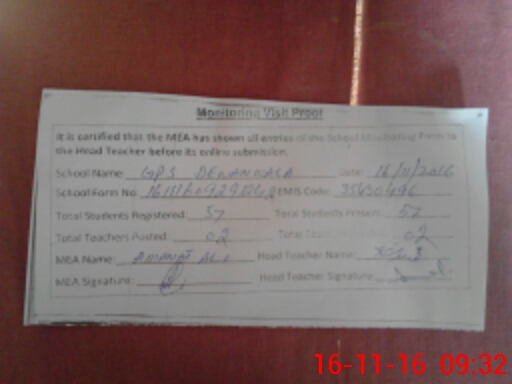 Monitoring Visit Proof
It is certified that the MEA has shown all entries of the School Monitoring Form to
the Head Teacher before its online submission.
School Name: GPS Date: 16/11/2016
School Form No: EMIS Code:
Total Students Registered: 57 Total Students Present: 57
Total Teachers Posted: 02 Total 02
MEA Name: AMANAT ALI Head Teacher Name:
MEA Signature: Head Teacher Signature:
16-11-16 09:32